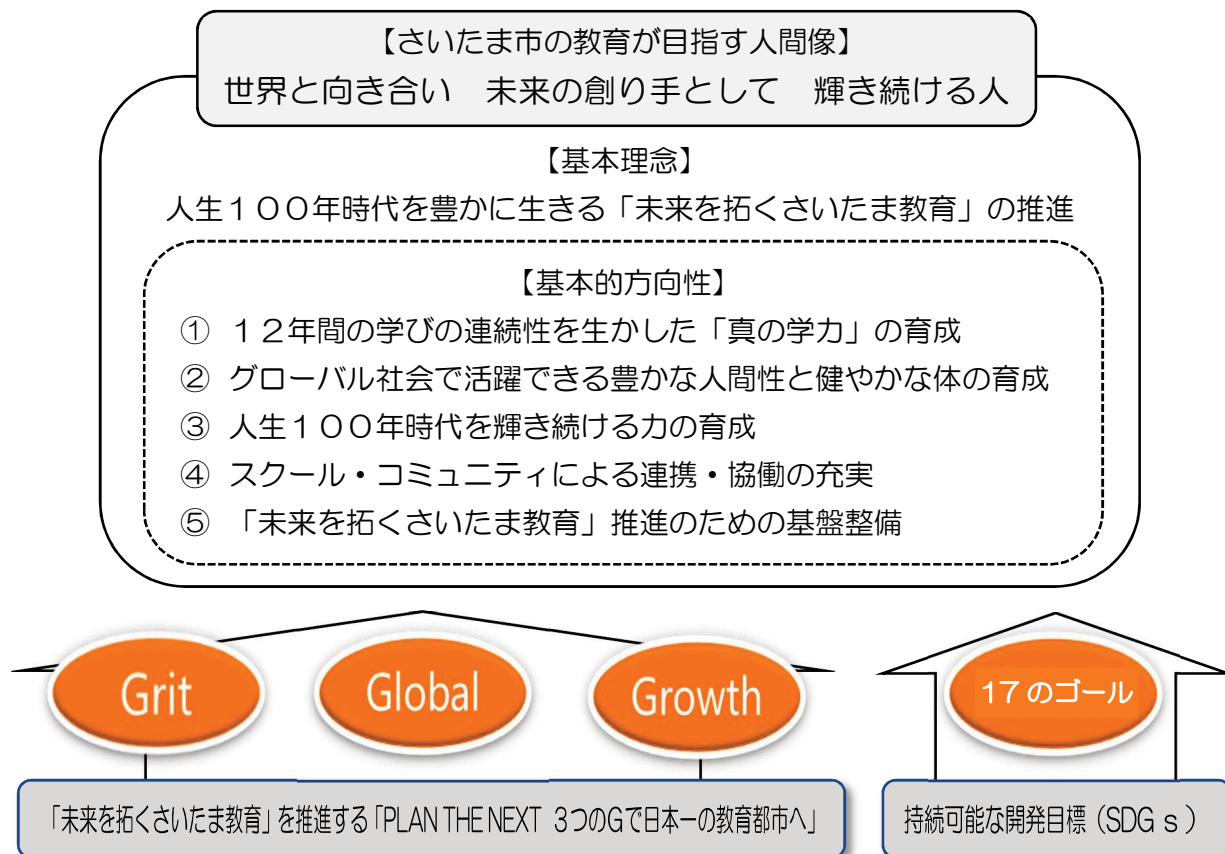 【さいたま市の教育が目指す人間像】
世界と向き合い　未来の創り手として　輝き続ける人
【基本理念】
人生１００年時代を豊かに生きる「未来を拓くさいたま教育」の推進
【基本的方向性】
① １２年間の学びの連続性を生かした「真の学力」の育成
② グローバル社会で活躍できる豊かな人間性と健やかな体の育成
③ 人生１００年時代を輝き続ける力の育成
④ スクール・コミュニティによる連携・協働の充実
⑤ 「未来を拓くさいたま教育」推進のための基盤整備
Grit
Global
Growth
17のゴール
「未来を拓くさいたま教育」を推進する「PLAN THE NEXT ３つのGで日本一の教育都市へ」
持続可能な開発目標（SDGｓ）